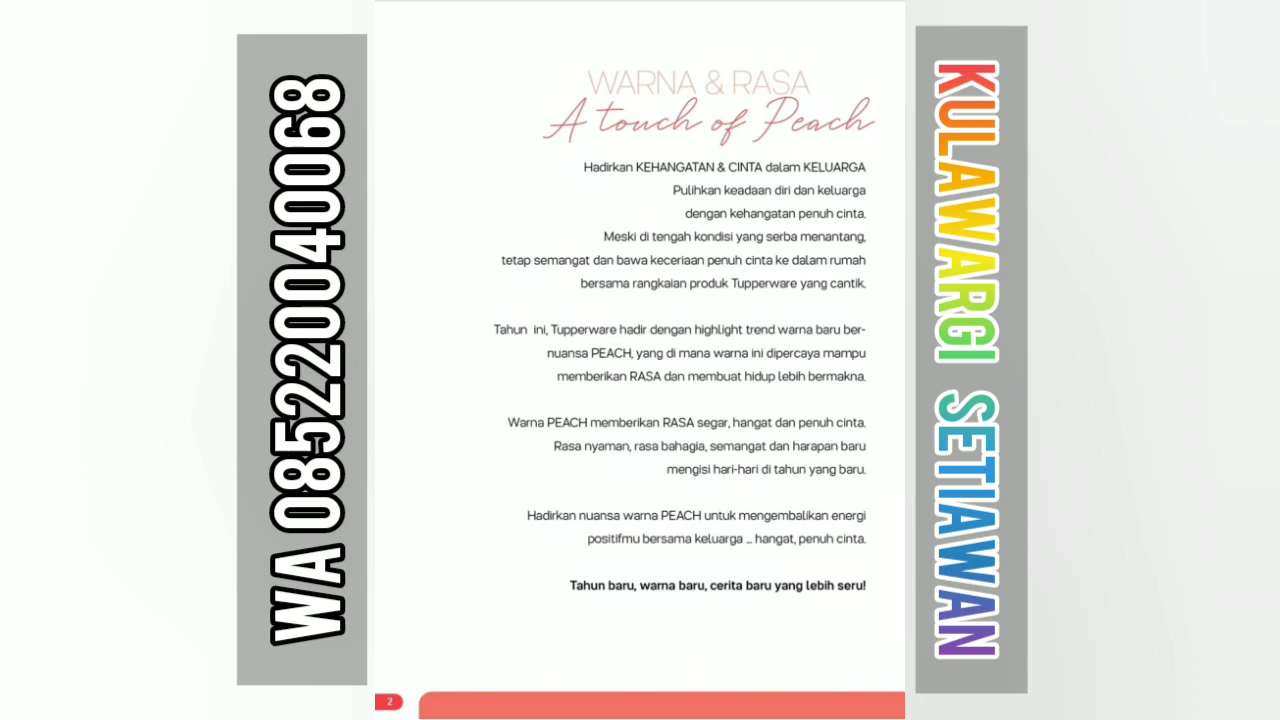 WA 085220040068
WARNA & RASA
A touch of Peach
Hadirkan KEHANGATAN & CINTA dalam KELUARGA
Pulihkan keadaan diri dan keluarga
dengan kehangatan penuh cinta.
Meski di tengah kondisi yang serba menantang,
tetap semangat dan bawa keceriaan penuh cinta ke dalam rumah
bersama rangkaian produk Tupperware yang cantik.
Tahun ini, Tupperware hadir dengan highlight trend warna baru ber-
nuansa PEACH, yang di mana warna ini dipercaya mampu
memberikan RASA dan membuat hidup lebih bermakna.
Warna PEACH memberikan RASA segar, hangat dan penuh cinta.
Rasa nyaman, rasa bahagia, semangat dan harapan baru
mengisi hari-hari di tahun yang baru.
Hadirkan nuansa warna PEACH untuk mengembalikan energi
positifmu bersama keluarga ... hangat, penuh cinta.
Tahun baru, warna baru, cerita baru yang lebih seru!
2
KULAWARGI SETIAWAN